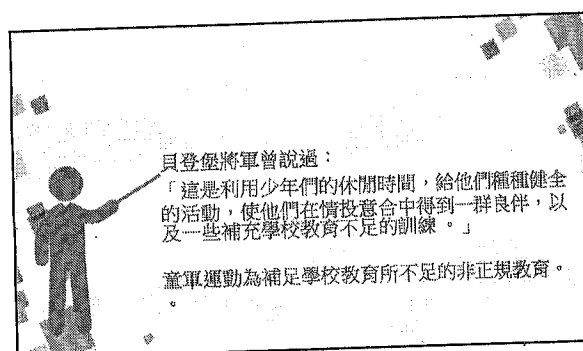 貝登堡將軍曾說過：
「這是利用少年們的休閒時間，給他們種種健全
的活動，使他們在情投意合中得到一群良伴，以
及一些補充學校教育不足的訓練。」
童軍運動為補足學校教育所不足的非正規教育。
。